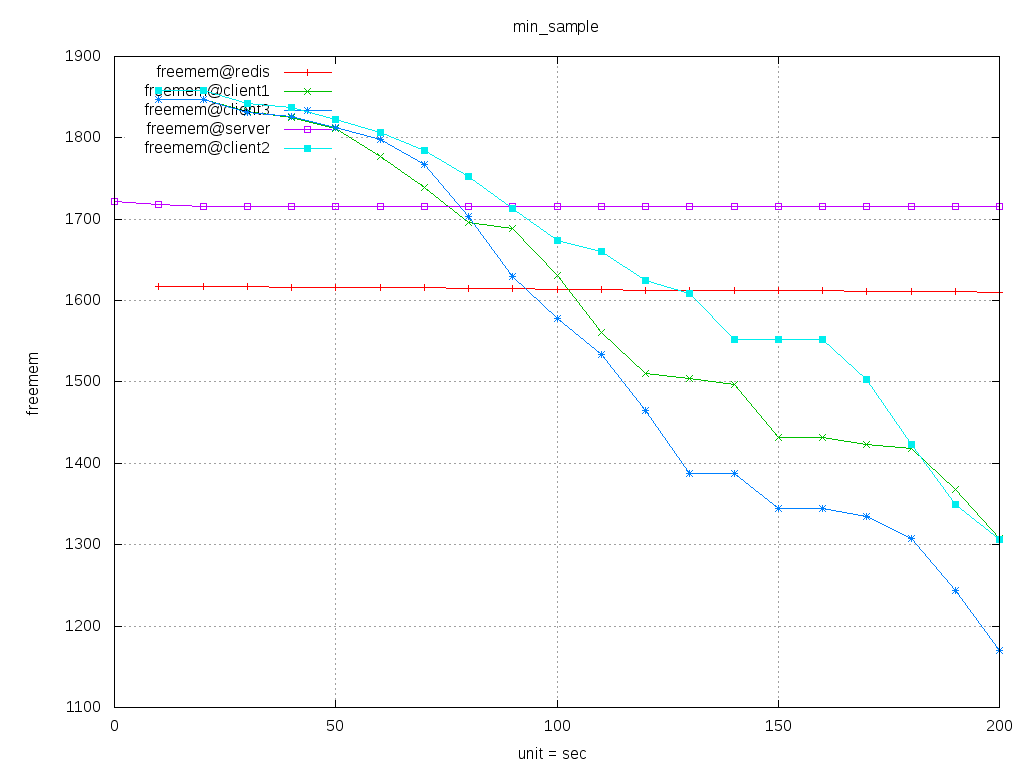 min_sample
1900
freemem@redis
freemem@client1
freemem@client3
freemem@server
freemem@client2
1800
1700
1600
1500
1400
1300
1200
1100
freemem
0 50 100 150 200
unit = sec